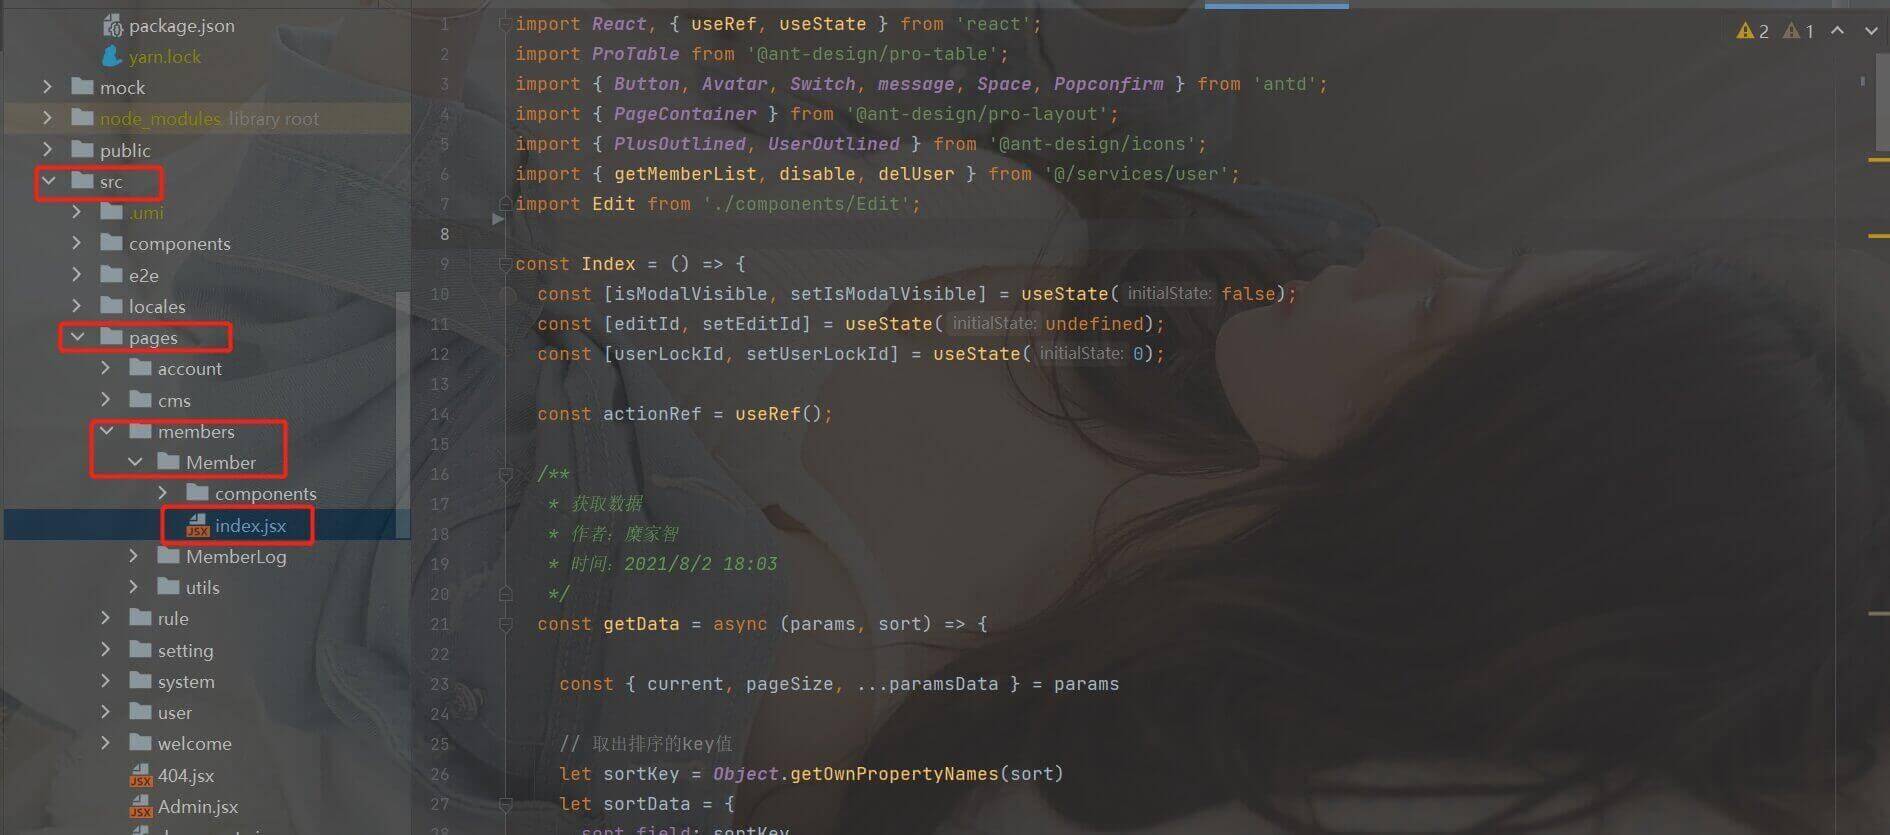 package.json
yarn.lock
mock
node_modules library root
public
src
.umi
components
e2e
locales
pages
account
cms
members
Member
components
index.jsx
MemberLog
utils
rule
setting
system
user
welcome
404.jsx
Admin.jsx
2 1
1 import React, { useRef, useState } from 'react';
2 import ProTable from '@ant-design/pro-table';
3 import { Button, Avatar, Switch, message, Space, Popconfirm } from 'antd';
4 import { PageContainer } from '@ant-design/pro-layout';
5 import { PlusOutlined, UserOutlined } from '@ant-design/icons';
6 import { getMemberList, disable, delUser } from '@/services/user';
7 import Edit from './components/Edit';
8
9 const Index = () => {
10 const [isModalVisible, setIsModalVisible] = useState( initialState: false);
11 const [editId, setEditId] = useState( initialState: undefined);
12 const [userLockId, setUserLockId] = useState( initialState: 0);
13
14 const actionRef = useRef();
15
16 /**
17 * 获取数据
18 * 作者：糜家智
19 * 时间：2021/8/2 18:03
20 */
21 const getData = async (params, sort) => {
22
23 const { current, pageSize, ...paramsData } = params
24
25 // 取出排序的key值
26 let sortKey = Object.getOwnPropertyNames(sort)
27 let sortData = {
28 sort_field: sortKey